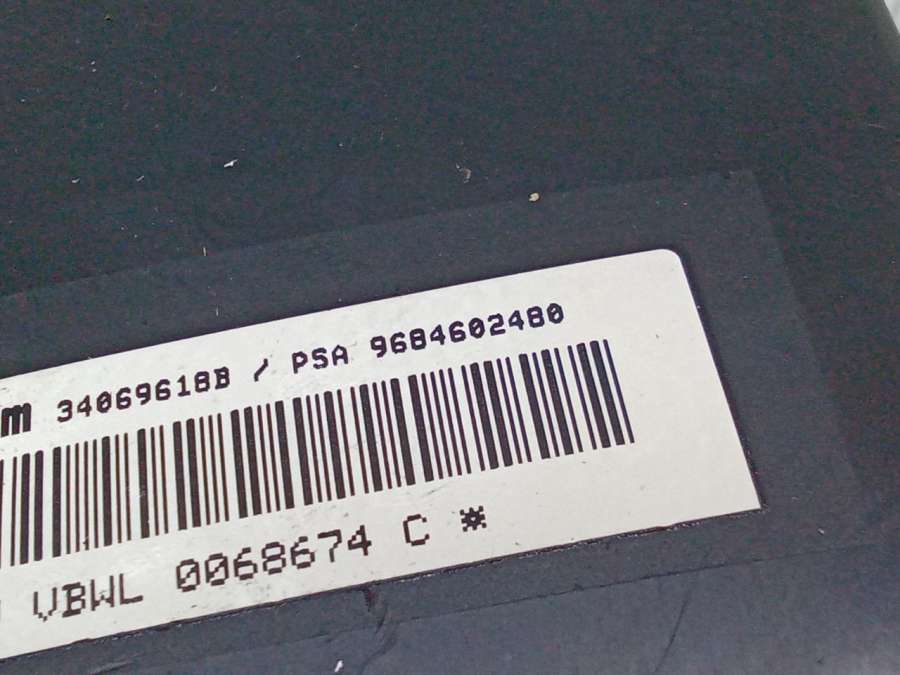 m 34069618B / PSA 9684602480
VBWL 0068674 C *